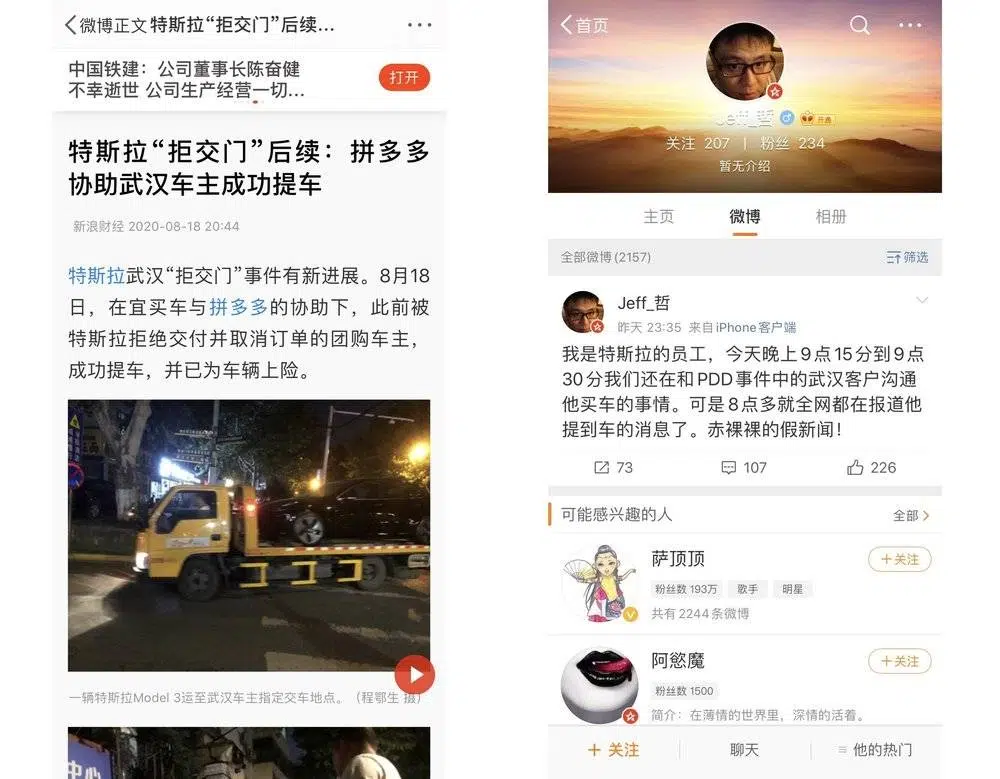 微博正文
特斯拉“拒交门”后续...
中国铁建：公司董事长陈奋健
不幸逝世 公司生产经营一切...
打开
特斯拉“拒交门”后续：拼多多
协助武汉车主成功提车
新浪财经 2020-08-18 20:44
特斯拉武汉“拒交门”事件有新进展。8月18
日，在宜买车与拼多多的协助下，此前被
特斯拉拒绝交付并取消订单的团购车主，
成功提车，并已为车辆上险。
一辆特斯拉Model 3运至武汉车主指定交车地点。（程鄂生 摄）
中心
首页
Jeff_哲
开通
关注 207 | 粉丝 234
暂无介绍
主页
微博
相册
全部微博(2157)
筛选
Jeff_哲
昨天 23:35 来自iPhone客户端
我是特斯拉的员工，今天晚上9点15分到9点
30分我们还在和PDD事件中的武汉客户沟通
他买车的事情。可是8点多就全网都在报道他
提到车的消息了。赤裸裸的假新闻！
73
107
226
可能感兴趣的人
全部
萨顶顶
+关注
粉丝数 193万
歌手
明星
共有2244条微博
阿慾魔
+关注
粉丝数 1500
简介：在薄情的世界里，深情的活着。
+ 关注
聊天
他的热门